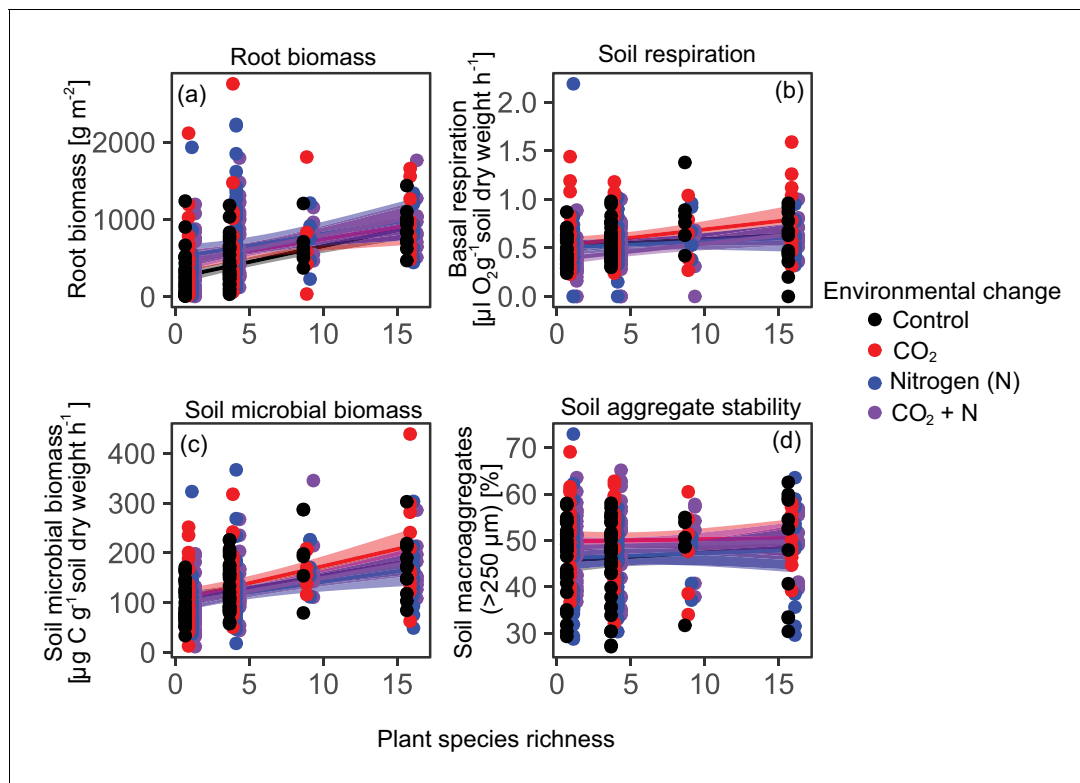 Root biomass
(a)
Root biomass [g m⁻²]
2000
1000
0
0 5 10 15
Soil respiration
(b)
Basal respiration
[µl O₂g⁻¹ soil dry weight h⁻¹]
2.0
1.5
1.0
0.5
0.0
0 5 10 15
Soil microbial biomass
(c)
Soil microbial biomass
[µg C g⁻¹ soil dry weight h⁻¹]
400
300
200
100
0
0 5 10 15
Soil aggregate stability
(d)
Soil macroaggregates
(>250 µm) [%]
70
60
50
40
30
0 5 10 15
Plant species richness
Environmental change
Control
CO₂
Nitrogen (N)
CO₂ + N